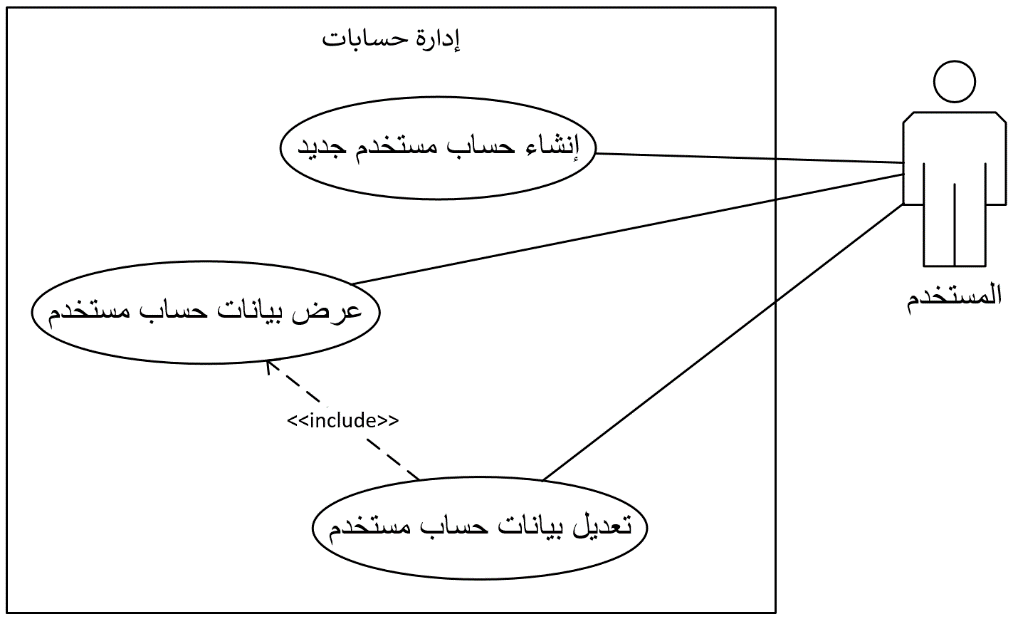 إدارة حسابات
إنشاء حساب مستخدم جديد
المستخدم
عرض بيانات حساب مستخدم
<<include>>
تعديل بيانات حساب مستخدم